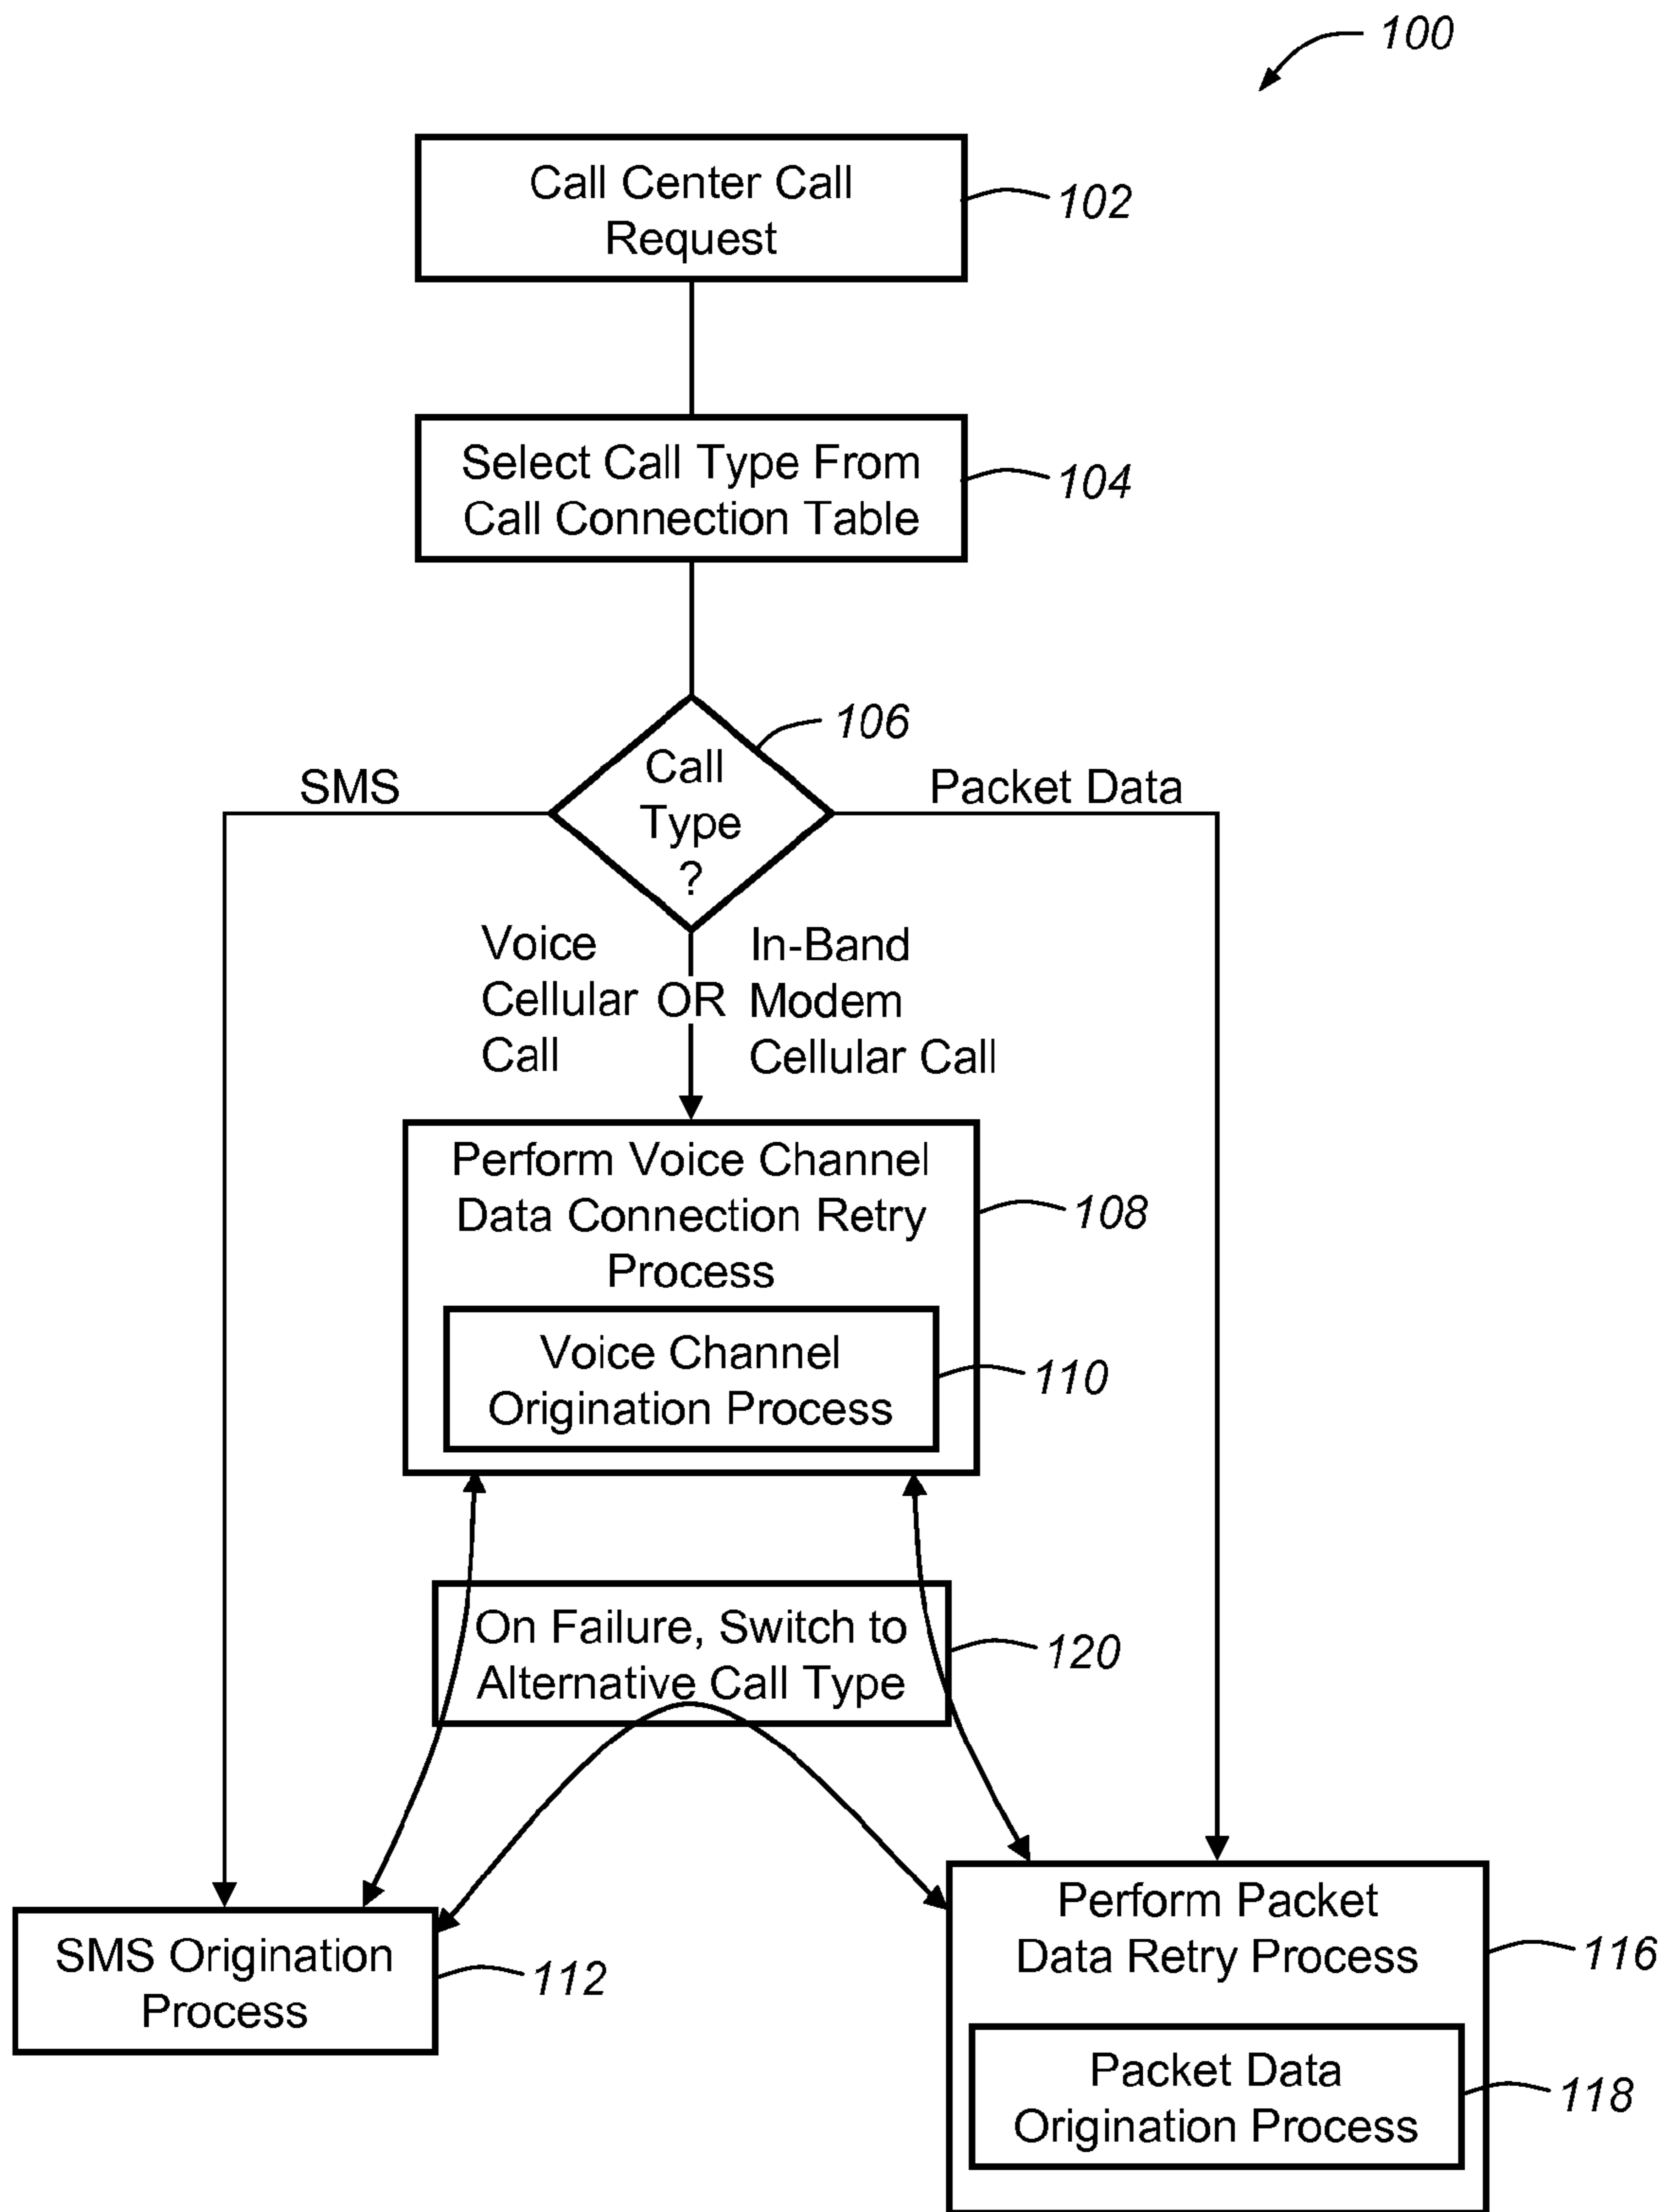 100
Call Center Call
Request
102
Select Call Type From
Call Connection Table
104
106
Call
Type
?
SMS
Packet Data
Voice
Cellular
Call
OR
In-Band
Modem
Cellular Call
Perform Voice Channel
Data Connection Retry
Process
108
Voice Channel
Origination Process
110
On Failure, Switch to
Alternative Call Type
120
SMS Origination
Process
112
Perform Packet
Data Retry Process
116
Packet Data
Origination Process
118